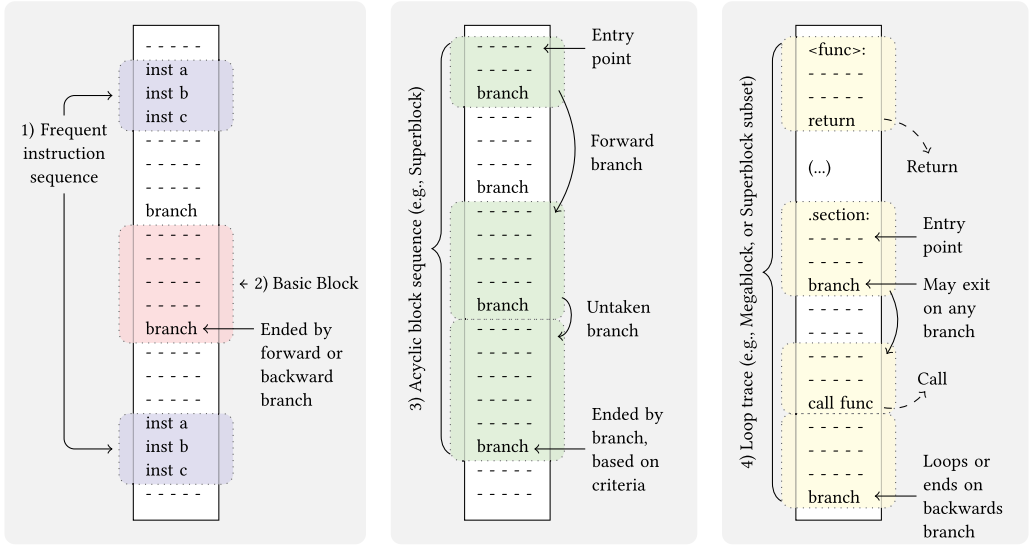 - - - - -
inst a
inst b
inst c
- - - - -
- - - - -
- - - - -
branch
- - - - -
- - - - -
- - - - -
- - - - -
branch
- - - - -
- - - - -
- - - - -
inst a
inst b
inst c
- - - - -
1) Frequent
instruction
sequence
2) Basic Block
Ended by
forward or
backward
branch
3) Acyclic block sequence (e.g., Superblock)
- - - - -
- - - - -
branch
- - - - -
- - - - -
- - - - -
branch
- - - - -
- - - - -
- - - - -
- - - - -
branch
- - - - -
- - - - -
- - - - -
- - - - -
- - - - -
branch
- - - - -
- - - - -
Entry
point
Forward
branch
Untaken
branch
Ended by
branch,
based on
criteria
4) Loop trace (e.g., Megablock, or Superblock subset)
<func>:
- - - - -
- - - - -
return
(...)
.section:
- - - - -
- - - - -
branch
- - - - -
- - - - -
- - - - -
- - - - -
call func
- - - - -
- - - - -
- - - - -
branch
Return
Entry
point
May exit
on any
branch
Call
Loops or
ends on
backwards
branch